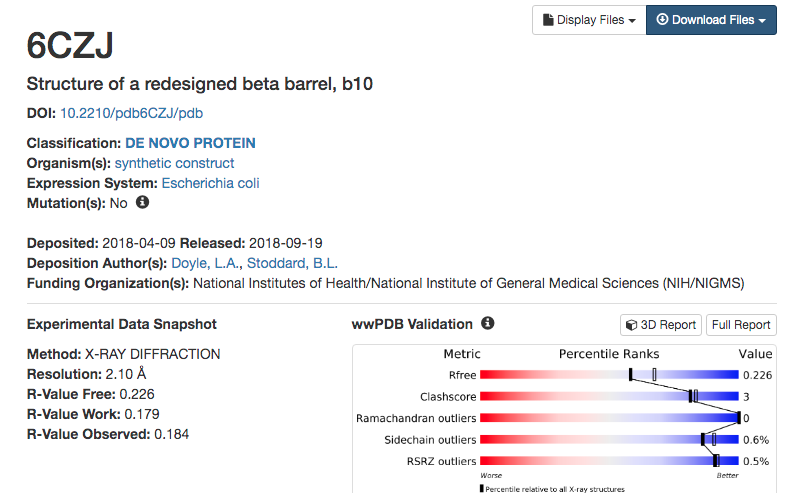 Display Files
Download Files
6CZJ
Structure of a redesigned beta barrel, b10
DOI: 10.2210/pdb6CZJ/pdb
Classification: DE NOVO PROTEIN
Organism(s): synthetic construct
Expression System: Escherichia coli
Mutation(s): No
Deposited: 2018-04-09 Released: 2018-09-19
Deposition Author(s): Doyle, L.A., Stoddard, B.L.
Funding Organization(s): National Institutes of Health/National Institute of General Medical Sciences (NIH/NIGMS)
Experimental Data Snapshot
Method: X-RAY DIFFRACTION
Resolution: 2.10 Å
R-Value Free: 0.226
R-Value Work: 0.179
R-Value Observed: 0.184
wwPDB Validation
3D Report
Full Report
Metric Percentile Ranks Value
Rfree 0.226
Clashscore 3
Ramachandran outliers 0
Sidechain outliers 0.6%
RSRZ outliers 0.5%
Worse Better
Percentile relative to all X-ray structures